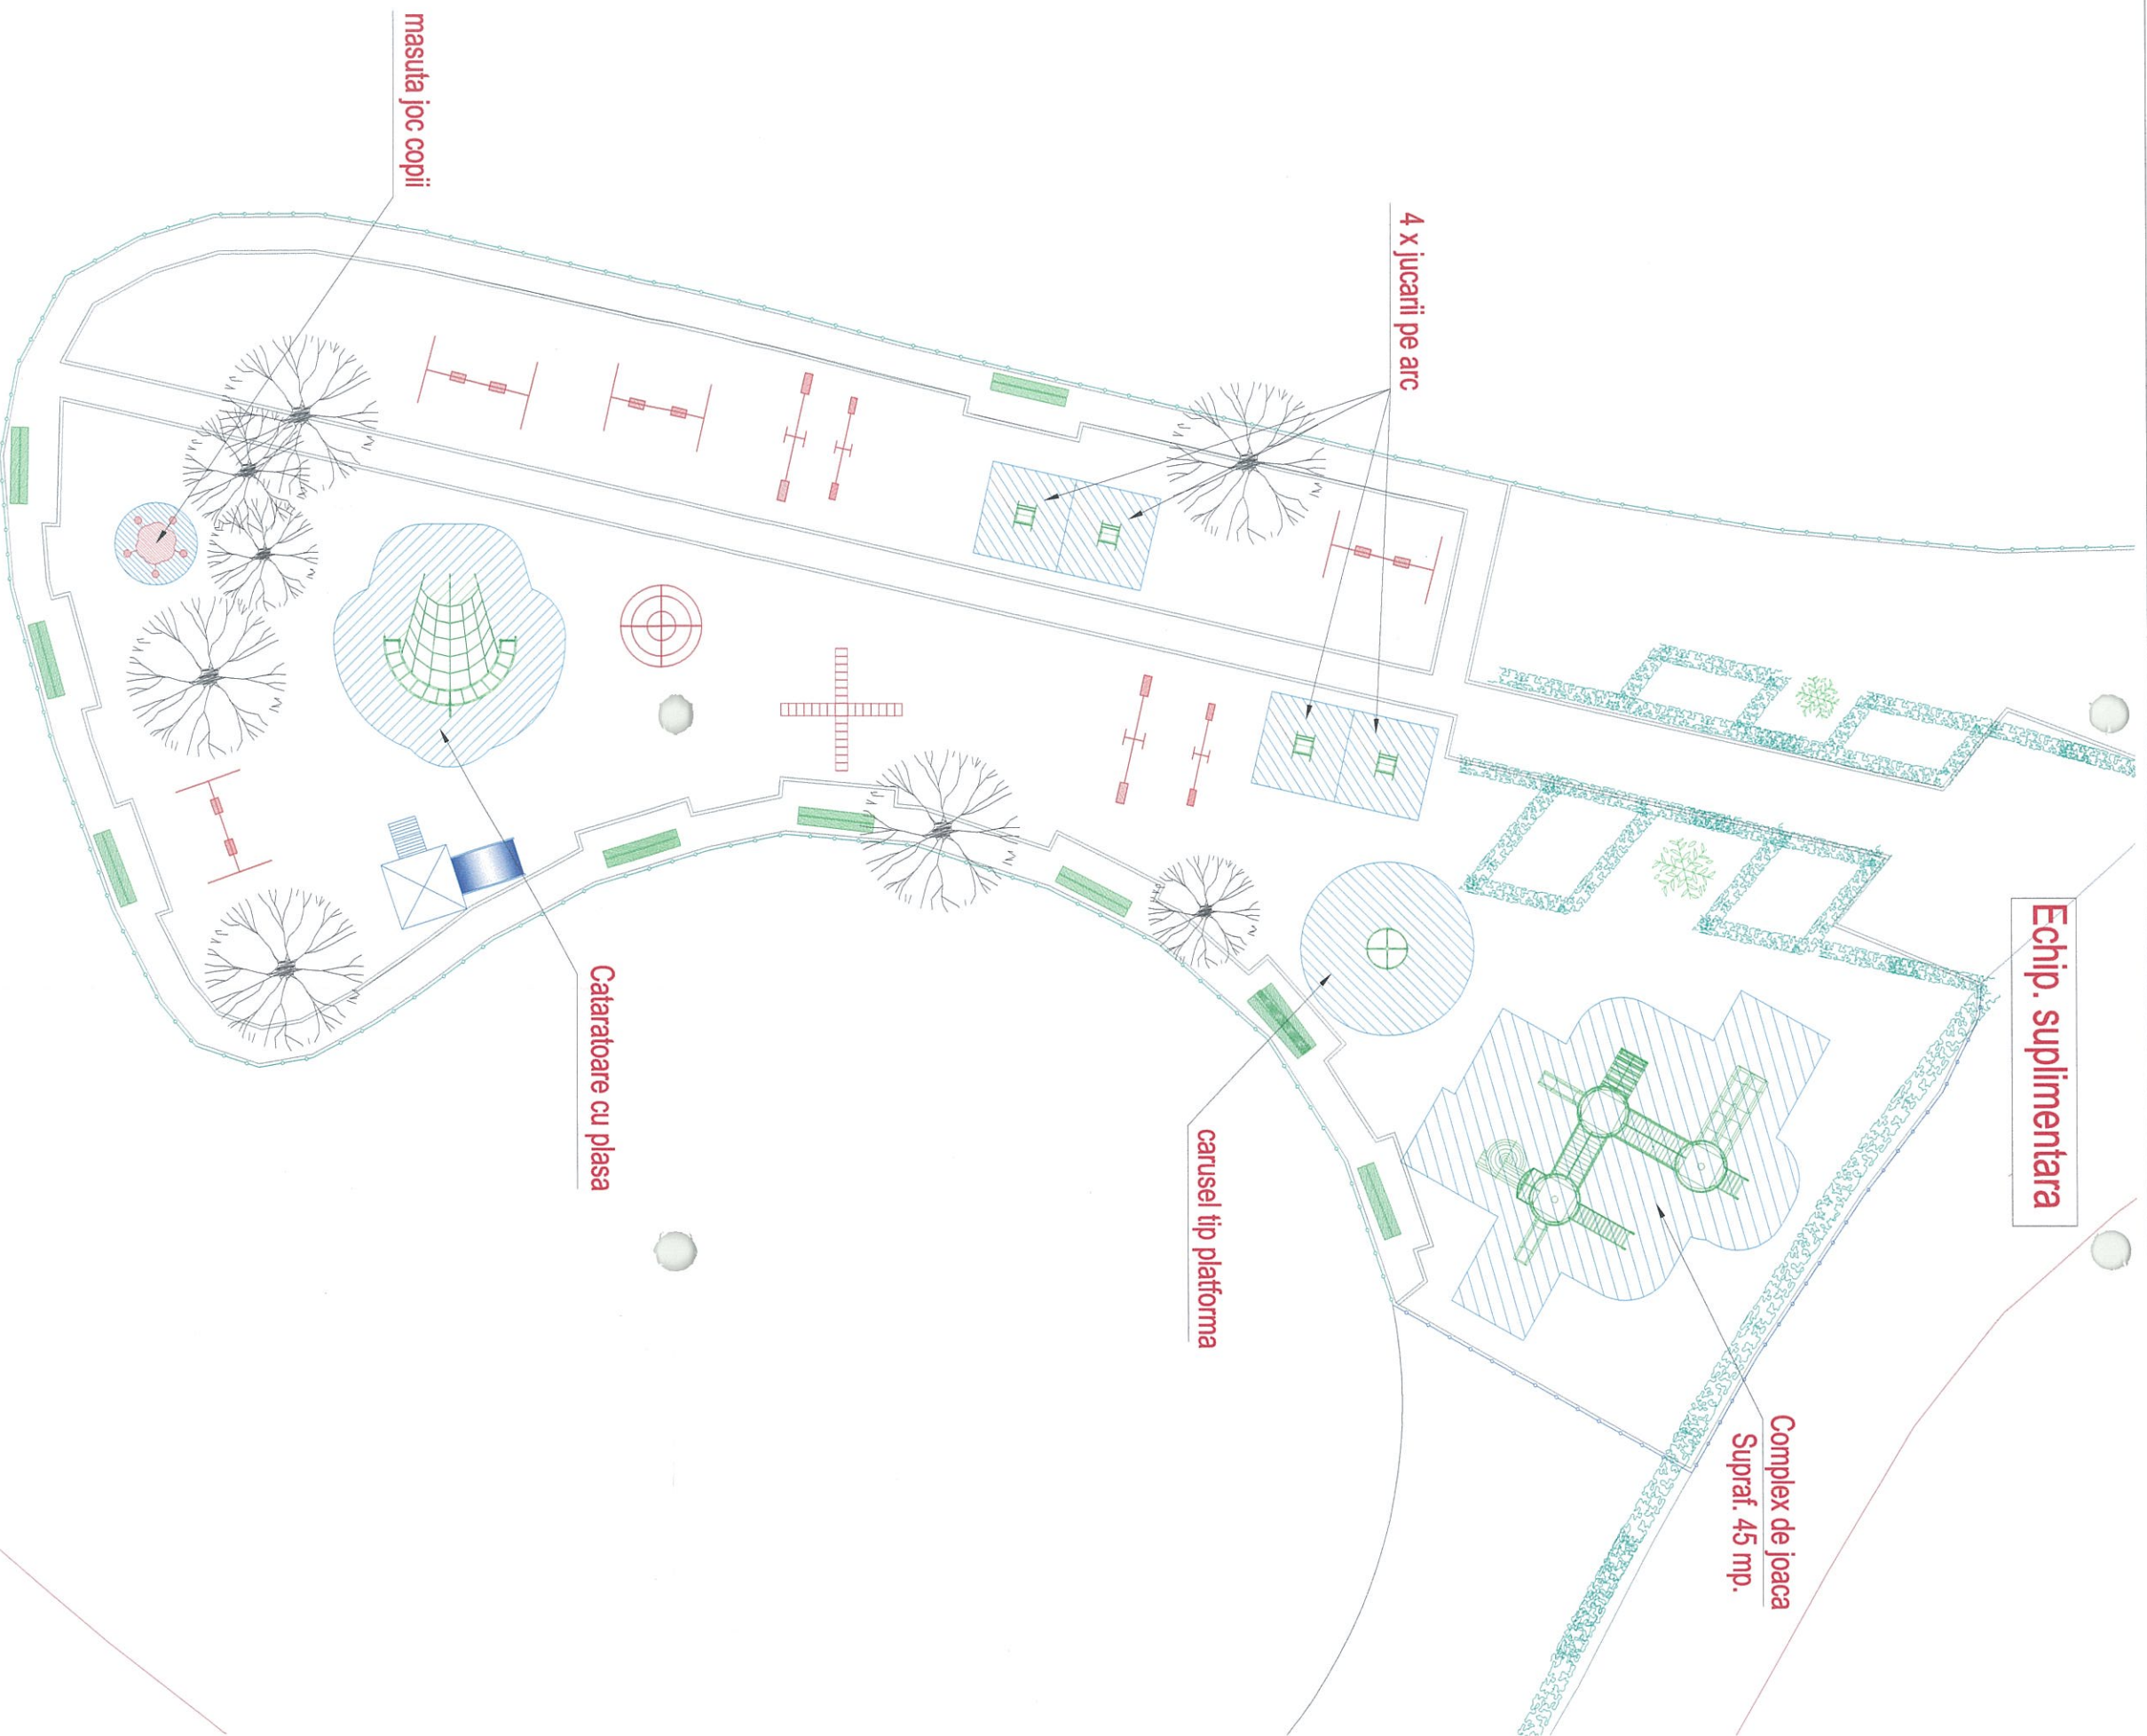 Echip. suplimentara
4 x jucarii pe arc
masuta joc copii
Complex de joaca
Supraf. 45 mp.
carusel tip platforma
Cataratoare cu plasa